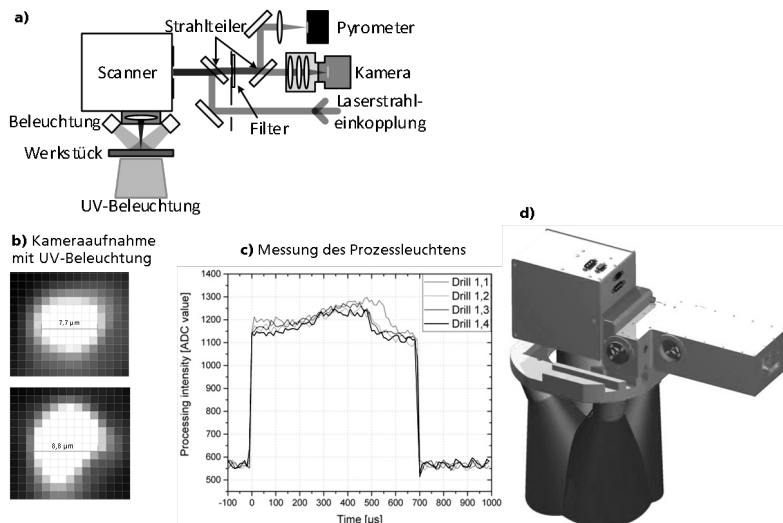 a)
Strahlteiler
Pyrometer
Scanner
Kamera
Laserstrahl-
einkopplung
Beleuchtung
Filter
Werkstück
UV-Beleuchtung
b) Kameraaufnahme
mit UV-Beleuchtung
7,7 µm
8,8 µm
c) Messung des Prozessleuchtens
Processing intensity [ADC value]
1400
1300
1200
1100
1000
900
800
700
600
500
Drill 1,1
Drill 1,2
Drill 1,3
Drill 1,4
-100 0 100 200 300 400 500 600 700 800 900 1000
Time [us]
d)